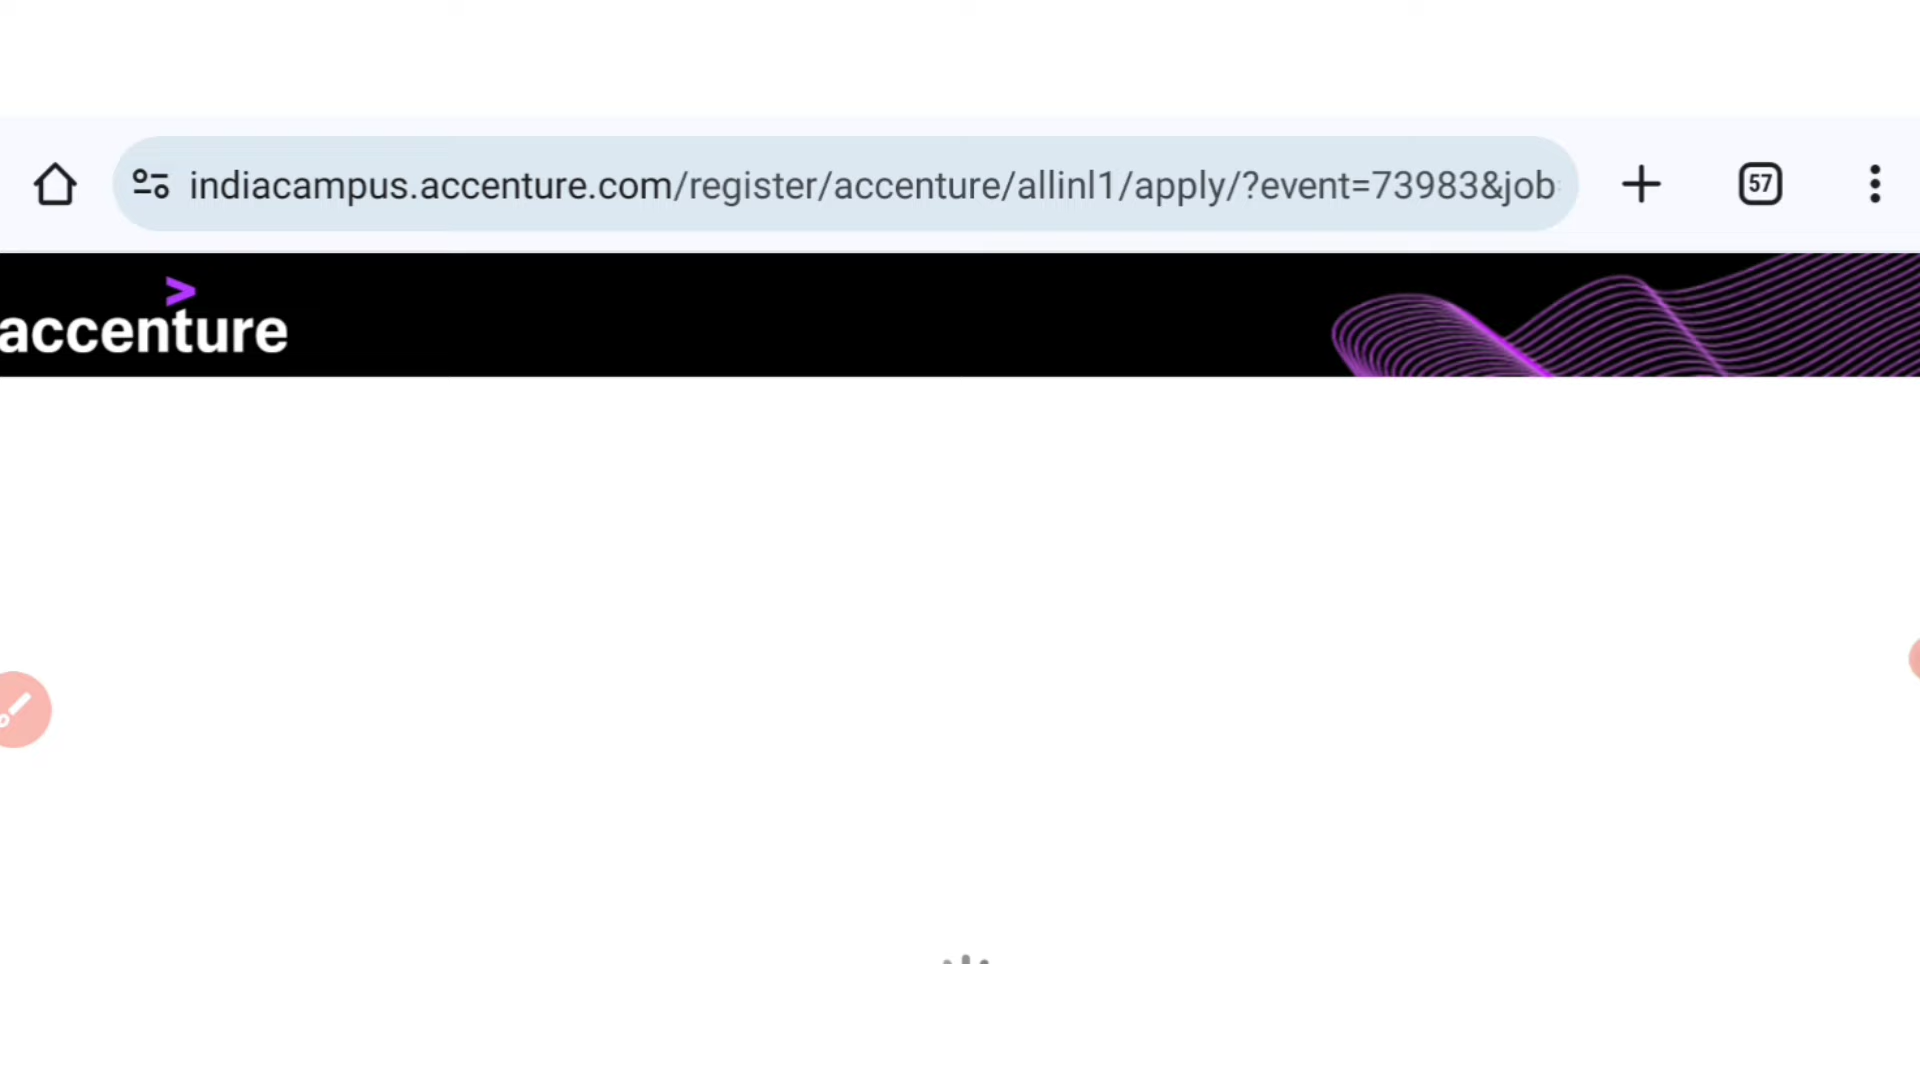 indiacampus.accenture.com/register/accenture/allinl1/apply/?event=73983&job
57
>
accenture